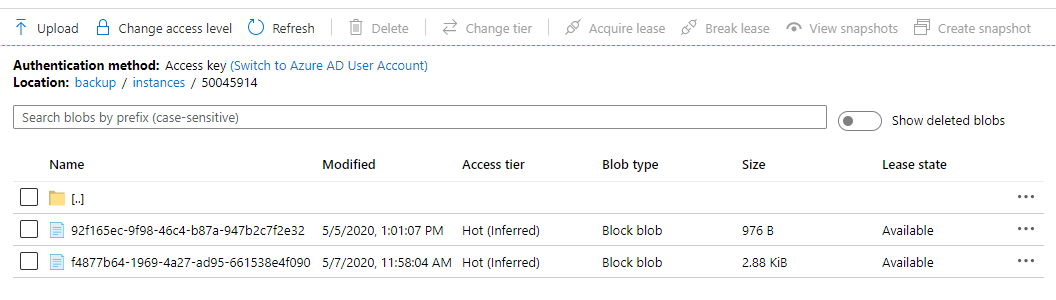 Upload Change access level Refresh Delete Change tier Acquire lease Break lease View snapshots Create snapshot
Authentication method: Access key (Switch to Azure AD User Account)
Location: backup / instances / 50045914
Search blobs by prefix (case-sensitive) Show deleted blobs
Name Modified Access tier Blob type Size Lease state
[..] ...
92f165ec-9f98-46c4-b87a-947b2c7f2e32 5/5/2020, 1:01:07 PM Hot (Inferred) Block blob 976 B Available ...
f4877b64-1969-4a27-ad95-661538e4f090 5/7/2020, 11:58:04 AM Hot (Inferred) Block blob 2.88 KiB Available ...